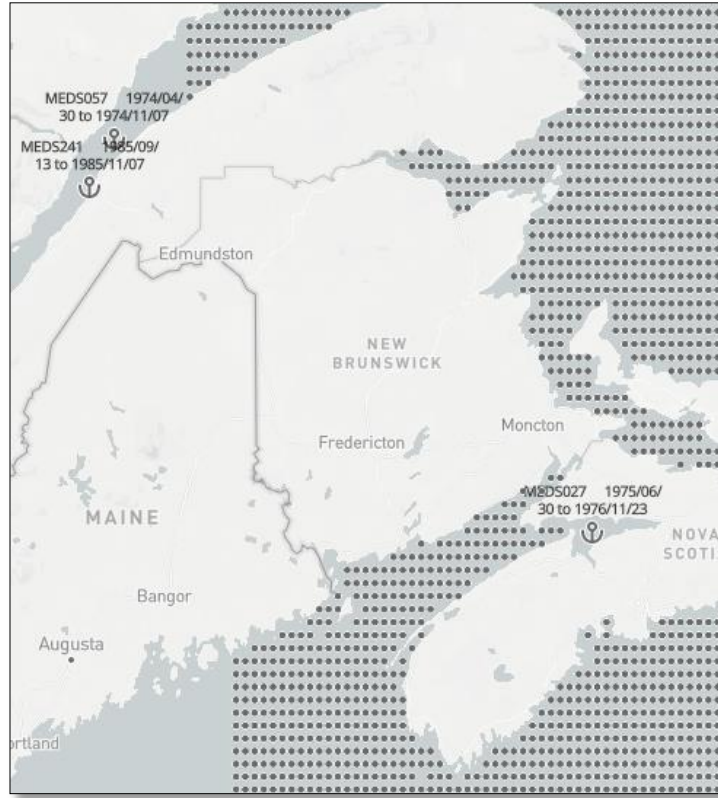 MEDS057 1974/04/
30 to 1974/11/07
MEDS241 1985/09/
13 to 1985/11/07
Edmundston
NEW
BRUNSWICK
Moncton
Fredericton
MEDS027 1975/06/
30 to 1976/11/23
MAINE
NOVA
SCOTI
Bangor
Augusta
ortland